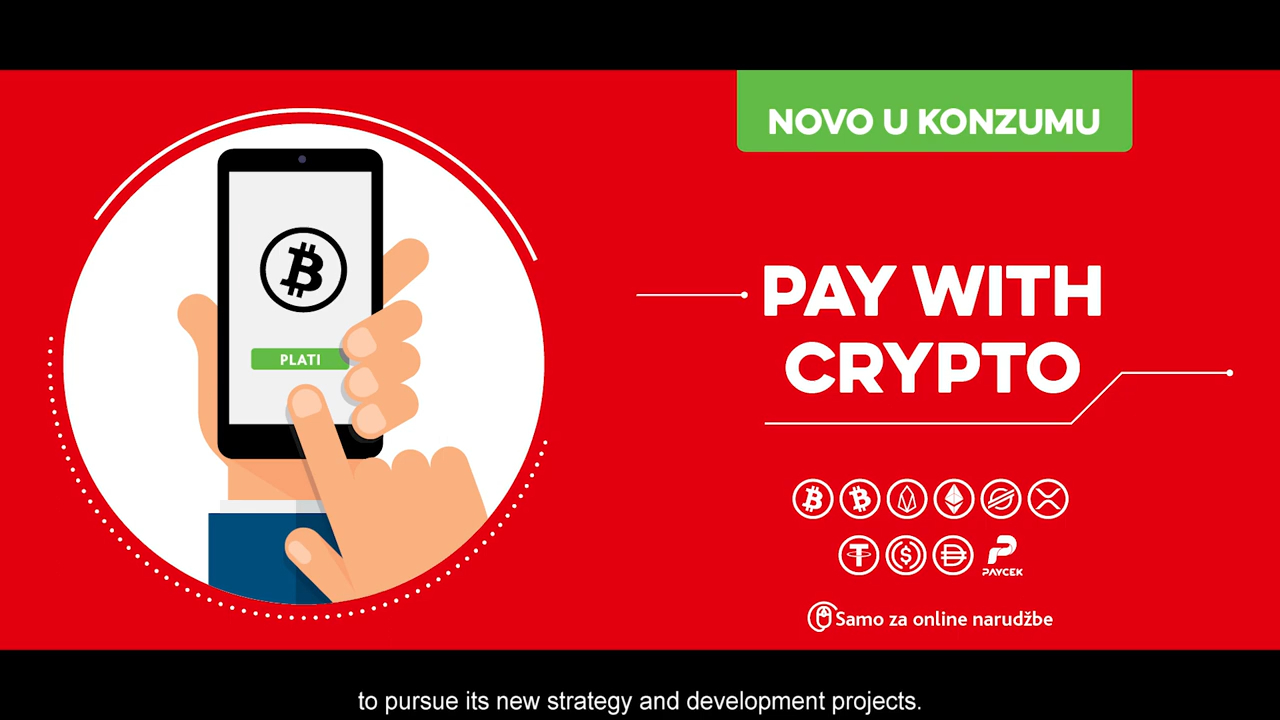 NOVO U KONZUMU
PAY WITH
CRYPTO
PLATI
PAYCEK
Samo za online narudžbe
to pursue its new strategy and development projects.